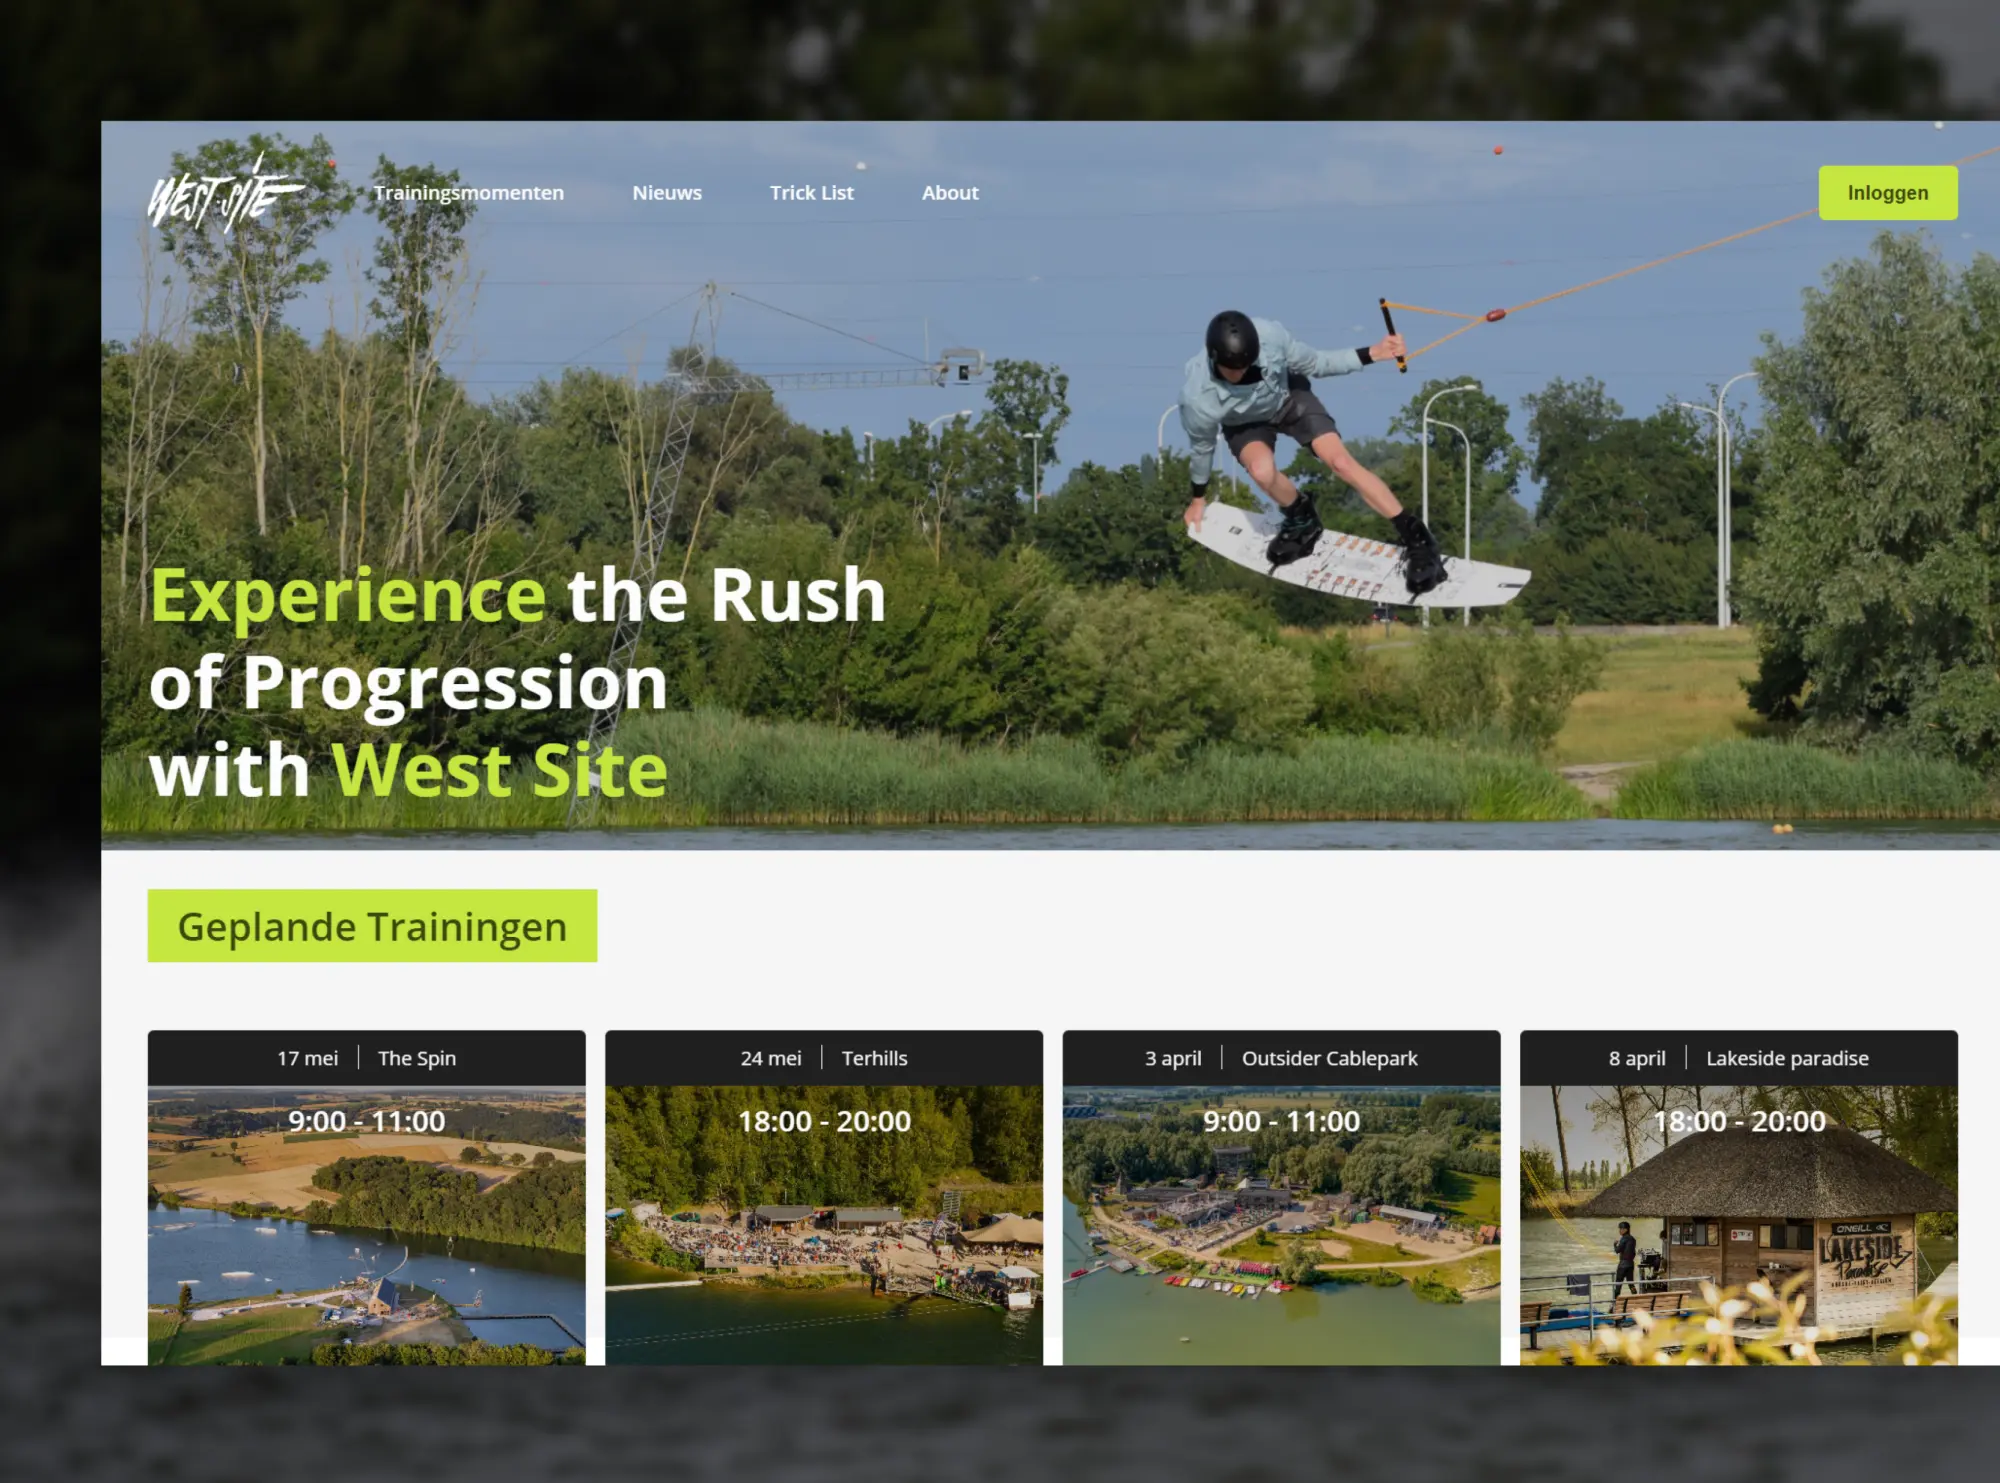 WEST·SITE
Trainingsmomenten
Nieuws
Trick List
About
Inloggen
Experience the Rush
of Progression
with West Site
Geplande Trainingen
17 mei | The Spin
9:00 - 11:00
24 mei | Terhills
18:00 - 20:00
3 april | Outsider Cablepark
9:00 - 11:00
8 april | Lakeside paradise
18:00 - 20:00
O'NEILL
LAKESIDE
Paradise